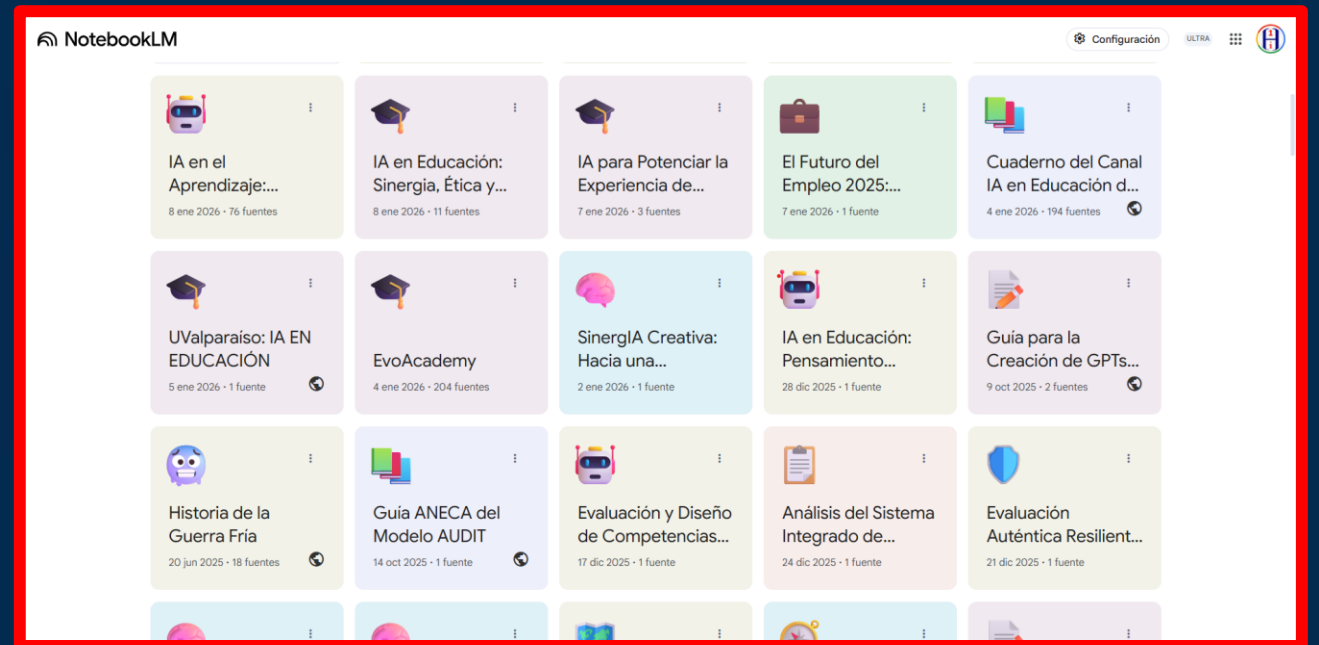 NotebookLM
Configuración
ULTRA
IA en el
Aprendizaje:...
8 ene 2026 · 76 fuentes
IA en Educación:
Sinergia, Ética y...
8 ene 2026 · 11 fuentes
IA para Potenciar la
Experiencia de...
7 ene 2026 · 3 fuentes
El Futuro del
Empleo 2025:...
7 ene 2026 · 1 fuente
Cuaderno del Canal
IA en Educación d...
4 ene 2026 · 194 fuentes
UValparaíso: IA EN
EDUCACIÓN
5 ene 2026 · 1 fuente
EvoAcademy
4 ene 2026 · 204 fuentes
SinergIA Creativa:
Hacia una...
2 ene 2026 · 1 fuente
IA en Educación:
Pensamiento...
28 dic 2025 · 1 fuente
Guía para la
Creación de GPTs...
9 oct 2025 · 2 fuentes
Historia de la
Guerra Fría
20 jun 2025 · 18 fuentes
Guía ANECA del
Modelo AUDIT
14 oct 2025 · 1 fuente
Evaluación y Diseño
de Competencias...
17 dic 2025 · 1 fuente
Análisis del Sistema
Integrado de...
24 dic 2025 · 1 fuente
Evaluación
Auténtica Resilient...
21 dic 2025 · 1 fuente